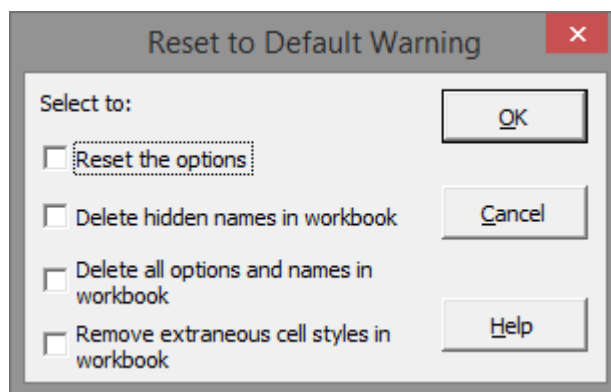 Reset to Default Warning
Select to:
OK
Reset the options
Delete hidden names in workbook
Cancel
Delete all options and names in
workbook
Remove extraneous cell styles in
workbook
Help